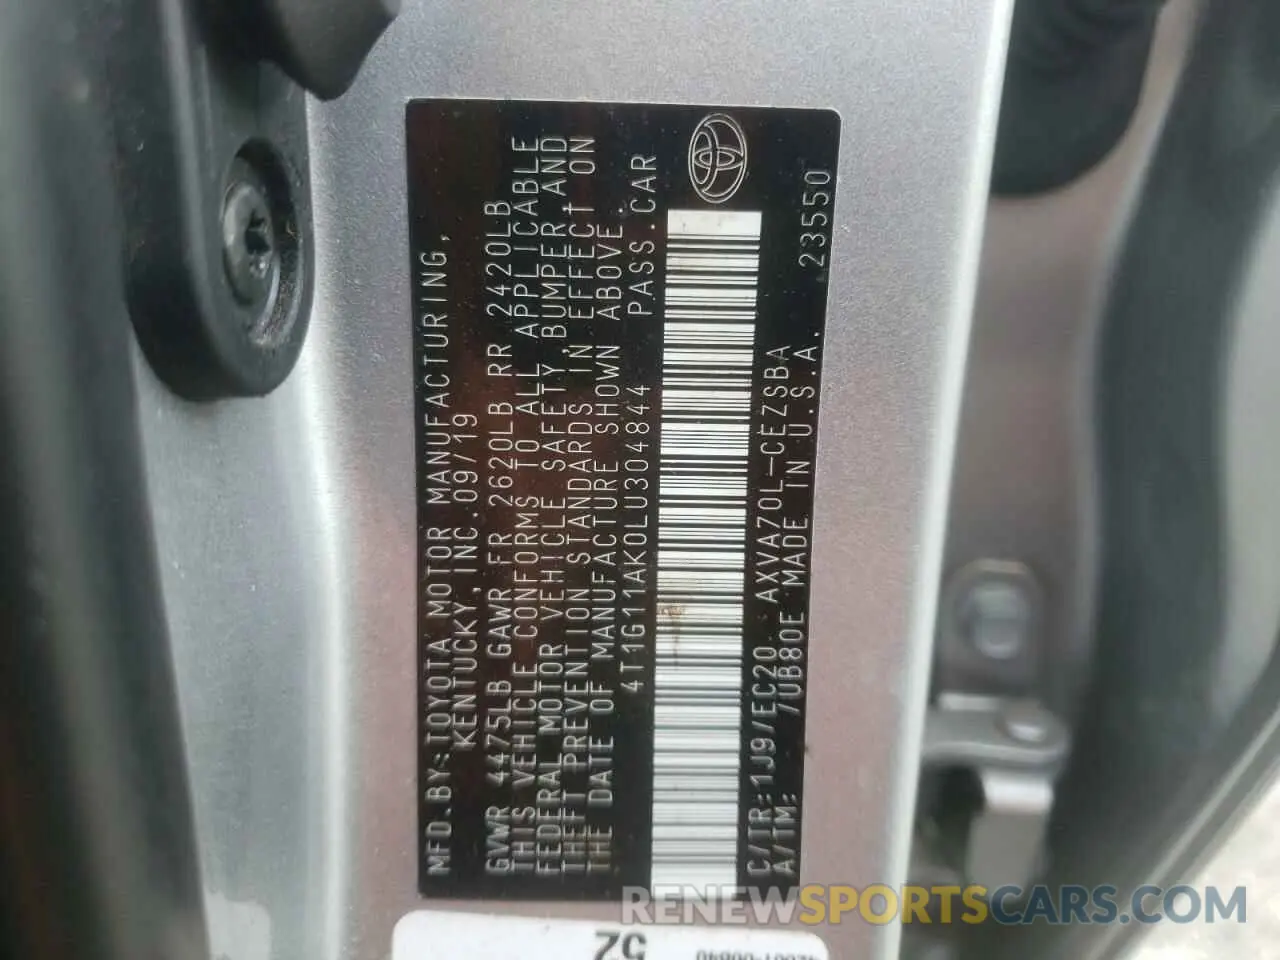 MFD.BY:TOYOTA MOTOR MANUFACTURING,
KENTUCKY,INC.09/19
GVWR 4475LB GAWR FR 2620LB RR 2420LB
THIS VEHICLE CONFORMS TO ALL APPLICABLE
FEDERAL MOTOR VEHICLE SAFETY,BUMPER,AND
THEFT PREVENTION STANDARDS IN EFFECT ON
THE DATE OF MANUFACTURE SHOWN ABOVE.
4T1G11AK0LU304844 PASS.CAR
C/TR:1J9/EC20 AXVA70L-CEZSBA
A/TM: 7UB80E MADE IN U.S.A. 23550
52
RENEWSPORTSCARS.COM